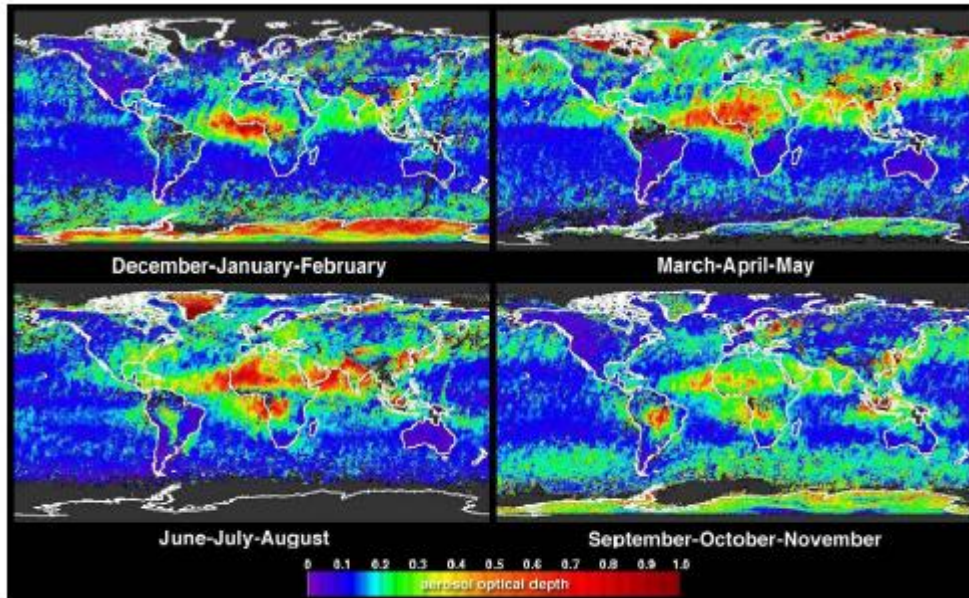 December-January-February
March-April-May
June-July-August
September-October-November
0 0.1 0.2 0.3 0.4 0.5 0.6 0.7 0.8 0.9 1.0
aerosol optical depth